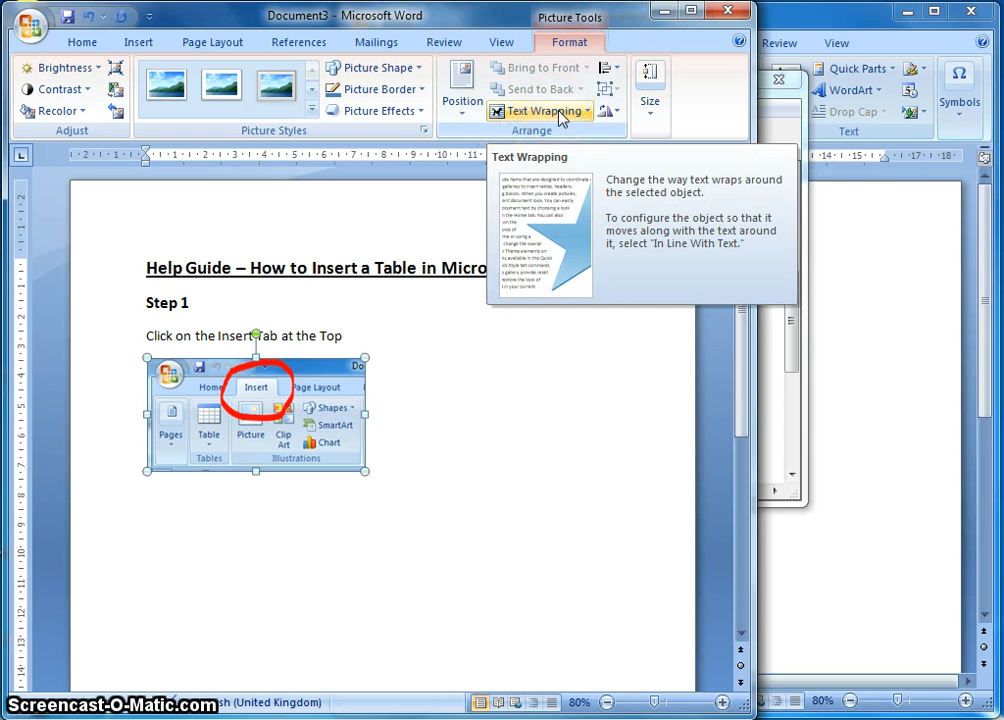 Document3 - Microsoft Word
Picture Tools
Home Insert Page Layout References Mailings Review View Format
Review View
Brightness
Contrast
Recolor
Adjust
Picture Styles
Picture Shape
Picture Border
Picture Effects
Position
Bring to Front
Send to Back
Text Wrapping
Arrange
Size
Quick Parts
WordArt
Drop Cap
Text
Symbols
Text Wrapping
Change the way text wraps around
the selected object.
To configure the object so that it
moves along with the text around
it, select "In Line With Text."
Help Guide – How to Insert a Table in Micro
Step 1
Click on the Insert Tab at the Top
Do
Home Insert Page Layout
Pages
Table
Tables
Picture
Clip
Art
Shapes
SmartArt
Chart
Illustrations
Screencast-O-Matic.com
sh (United Kingdom)
80%
80%